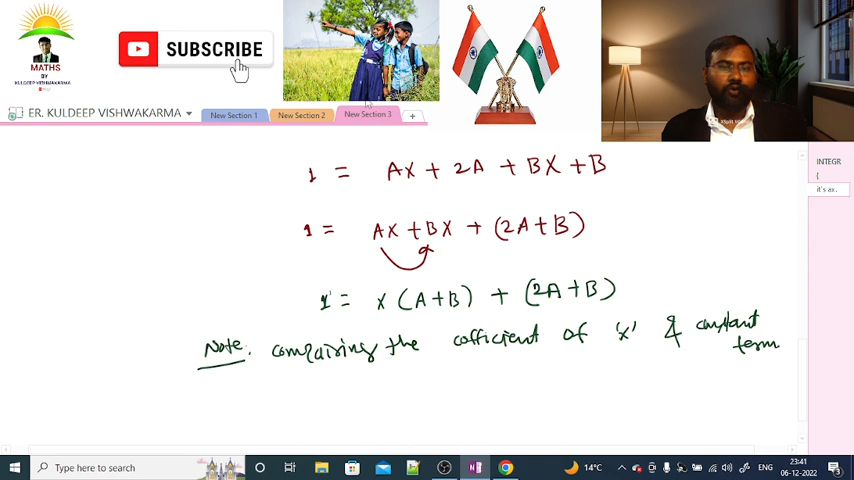 MATHS
BY
KULDEEP VISHWAKARMA
SUBSCRIBE
ER. KULDEEP VISHWAKARMA
New Section 1
New Section 2
New Section 3
+
INTEGR
{
it's ax.
1 = AX + 2A + BX + B
1 = AX + BX + (2A + B)
1 = x (A+B) + (2A + B)
Note: compairing the cofficient of 'x' & constant
term
Type here to search
14°C
ENG
23:41
06-12-2022
3